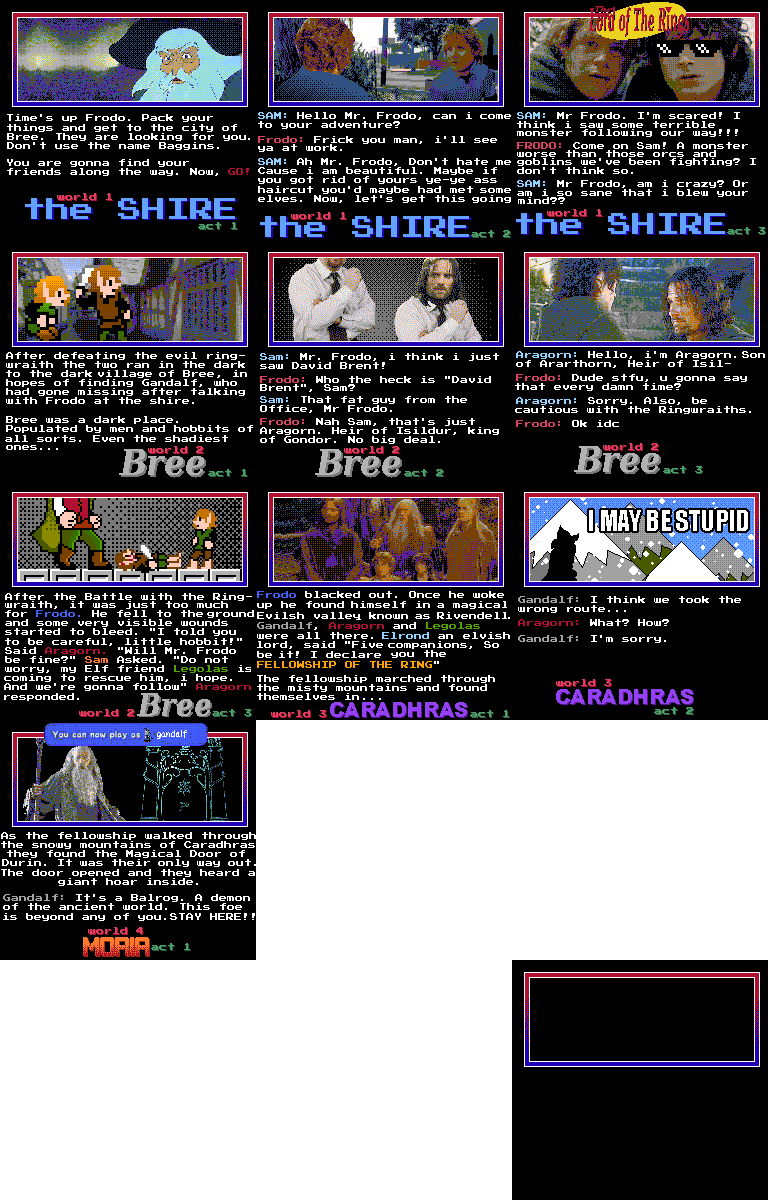 Time's up Frodo. Pack your
things and get to the city of
Bree. They are looking for you.
Don't use the name Baggins.
You are gonna find your
friends along the way. Now, GO!
world 1
the SHIRE
act 1
SAM: Hello Mr. Frodo, can i come
to your adventure?
Frodo: Frick you man, i'll see
ya at work.
SAM: Ah Mr. Frodo, Don't hate me
Cause i am beautiful. Maybe if
you got rid of yours ye-ye ass
haircut you'd maybe had met some
elves. Now, let's get this going
world 1
the SHIRE
act 2
The
Lord of The Rings
SAM: Mr Frodo. I'm scared! I
think i saw some terrible
monster following our way!!!
FRODO: Come on Sam! A monster
worse than those orcs and
goblins we've been fighting? I
don't think so.
SAM: Mr Frodo, am i crazy? Or
am i so sane that i blew your
mind??
world 1
the SHIRE
act 3
After defeating the evil ring-
wraith the two ran in the dark
to the dark village of Bree, in
hopes of finding Gandalf, who
had gone missing after talking
with Frodo at the shire.
Bree was a dark place.
Populated by men and hobbits of
all sorts. Even the shadiest
ones...
world 2
Bree
act 1
Sam: Mr. Frodo, i think i just
saw David Brent!
Frodo: Who the heck is "David
Brent", Sam?
Sam: That fat guy from the
Office, Mr Frodo.
Frodo: Nah Sam, that's just
Aragorn. Heir of Isildur, king
of Gondor. No big deal.
world 2
Bree
act 2
Aragorn: Hello, i'm Aragorn.Son
of Ararthorn, Heir of Isil-
Frodo: Dude stfu, u gonna say
that every damn time?
Aragorn: Sorry. Also, be
cautious with the Ringwraiths.
Frodo: Ok idc
world 2
Bree
act 3
After the Battle with the Ring-
wraith, it was just too much
for Frodo. He fell to the ground
and some very visible wounds
started to bleed. "I told you
to be careful, little hobbit!"
Said Aragorn. "Will Mr. Frodo
be fine?" Sam Asked. "Do not
worry, my Elf friend Legolas is
coming to rescue him, i hope.
And we're gonna follow" Aragorn
responded.
world 2
Bree
act 3
Frodo blacked out. Once he woke
up he found himself in a magical
Evilsh valley known as Rivendell.
Gandalf, Aragorn and Legolas
were all there. Elrond an elvish
lord, said "Five companions, So
be it! I declare you the
FELLOWSHIP OF THE RING"
The fellowship marched through
the misty mountains and found
themselves in...
world 3
CARADHRAS
act 1
I MAY BE STUPID
Gandalf: I think we took the
wrong route...
Aragorn: What? How?
Gandalf: I'm sorry.
world 3
CARADHRAS
act 2
You can now play as gandalf
As the fellowship walked through
the snowy mountains of Caradhras
they found the Magical Door of
Durin. It was their only way out.
The door opened and they heard a
giant hoar inside.
Gandalf: It's a Balrog. A demon
of the ancient world. This foe
is beyond any of you.STAY HERE!!
world 4
MORIA
act 1